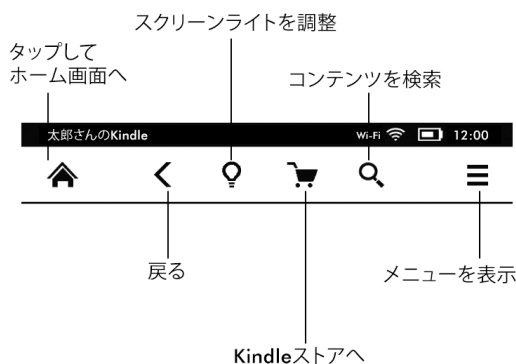 スクリーンライトを調整
タップして
ホーム画面へ
コンテンツを検索
太郎さんのKindle Wi-Fi 12:00
戻る
メニューを表示
Kindleストアへ